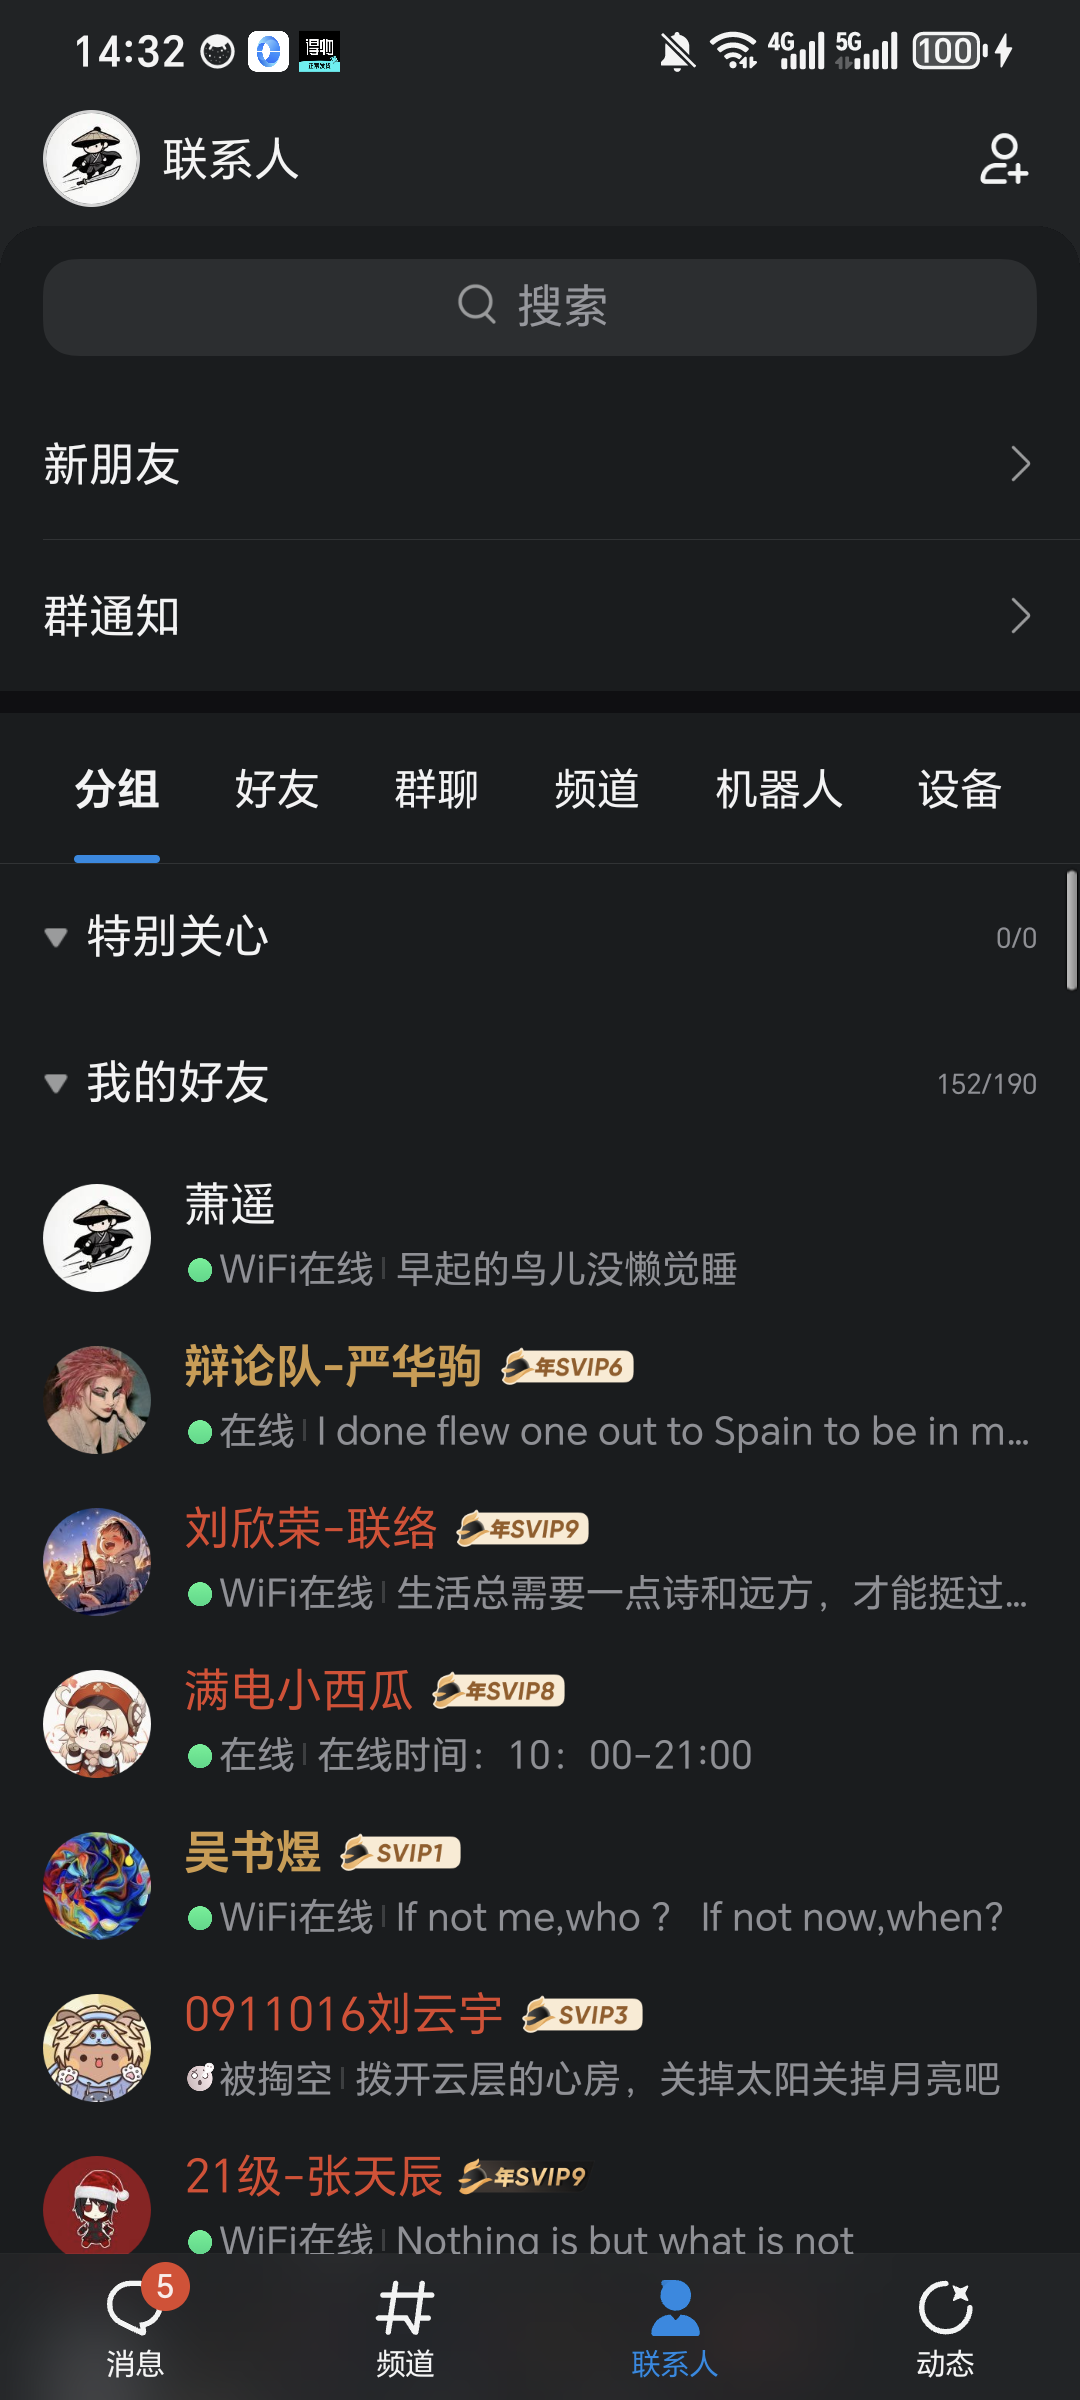 14:32
得物
正常发货
4G
5G
100
联系人
搜索
新朋友
群通知
分组 好友 群聊 频道 机器人 设备
特别关心 0/0
我的好友 152/190
萧遥
WiFi在线 早起的鸟儿没懒觉睡
辩论队-严华驹 年SVIP6
在线 I done flew one out to Spain to be in m...
刘欣荣-联络 年SVIP9
WiFi在线 生活总需要一点诗和远方，才能挺过...
满电小西瓜 年SVIP8
在线 在线时间：10：00-21:00
吴书煜 SVIP1
WiFi在线 If not me,who ？ If not now,when?
0911016刘云宇 SVIP3
被掏空 拨开云层的心房，关掉太阳关掉月亮吧
21级-张天辰 年SVIP9
WiFi在线 Nothing is but what is not
5
消息 频道 联系人 动态